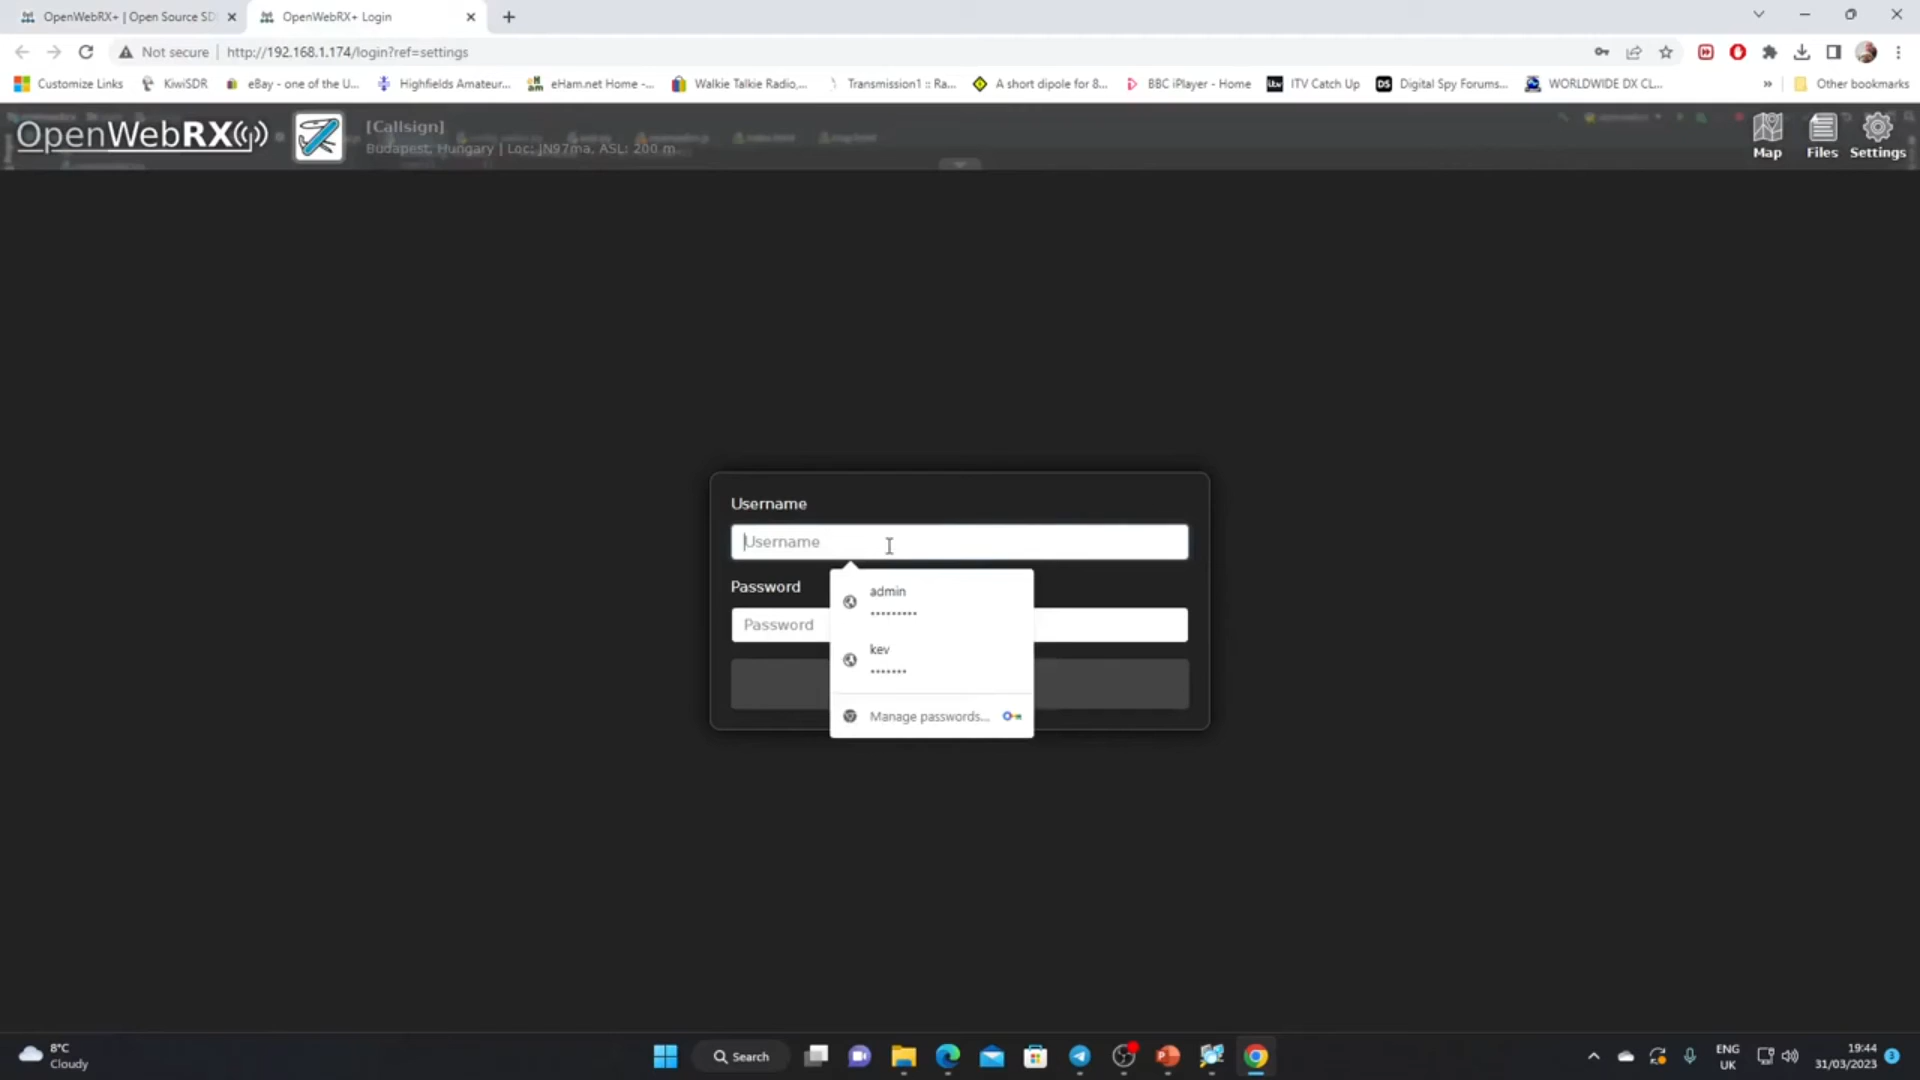 OpenWebRX+ | Open Source SD
OpenWebRX+ Login
Not secure
http://192.168.1.174/login?ref=settings
Customize Links
KiwiSDR
eBay - one of the U...
Highfields Amateur...
eHam.net Home -...
Walkie Talkie Radio,...
Transmission1 :: Ra...
A short dipole for 8...
BBC iPlayer - Home
ITV Catch Up
Digital Spy Forums...
WORLDWIDE DX CL...
»
Other bookmarks
OpenWebRX
[Callsign]
Budapest, Hungary | Loc: JN97ma, ASL: 200 m
Map
Files
Settings
Username
Username
Password
Password
admin
•••••••••
kev
•••••••
Manage passwords...
8°C
Cloudy
Search
ENG
UK
19:44
31/03/2023
3